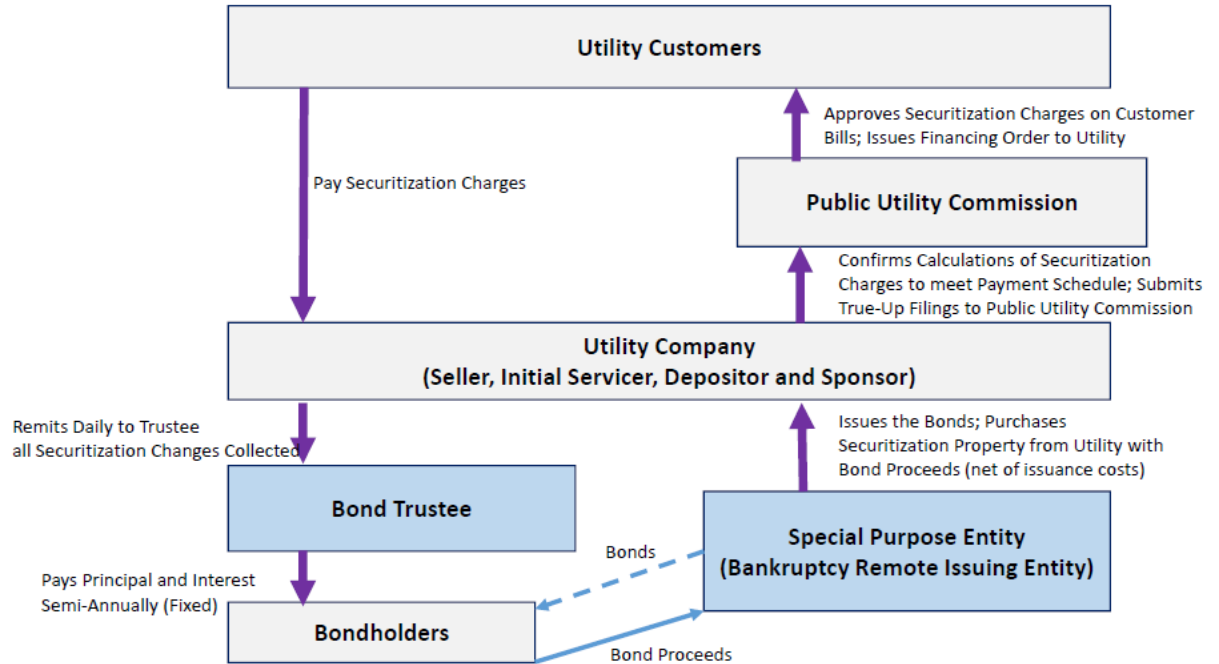 Utility Customers
Approves Securitization Charges on Customer
Bills; Issues Financing Order to Utility
Pay Securitization Charges
Public Utility Commission
Confirms Calculations of Securitization
Charges to meet Payment Schedule; Submits
True-Up Filings to Public Utility Commission
Utility Company
(Seller, Initial Servicer, Depositor and Sponsor)
Remits Daily to Trustee
all Securitization Changes Collected
Issues the Bonds; Purchases
Securitization Property from Utility with
Bond Proceeds (net of issuance costs)
Bond Trustee
Special Purpose Entity
(Bankruptcy Remote Issuing Entity)
Bonds
Pays Principal and Interest
Semi-Annually (Fixed)
Bondholders
Bond Proceeds